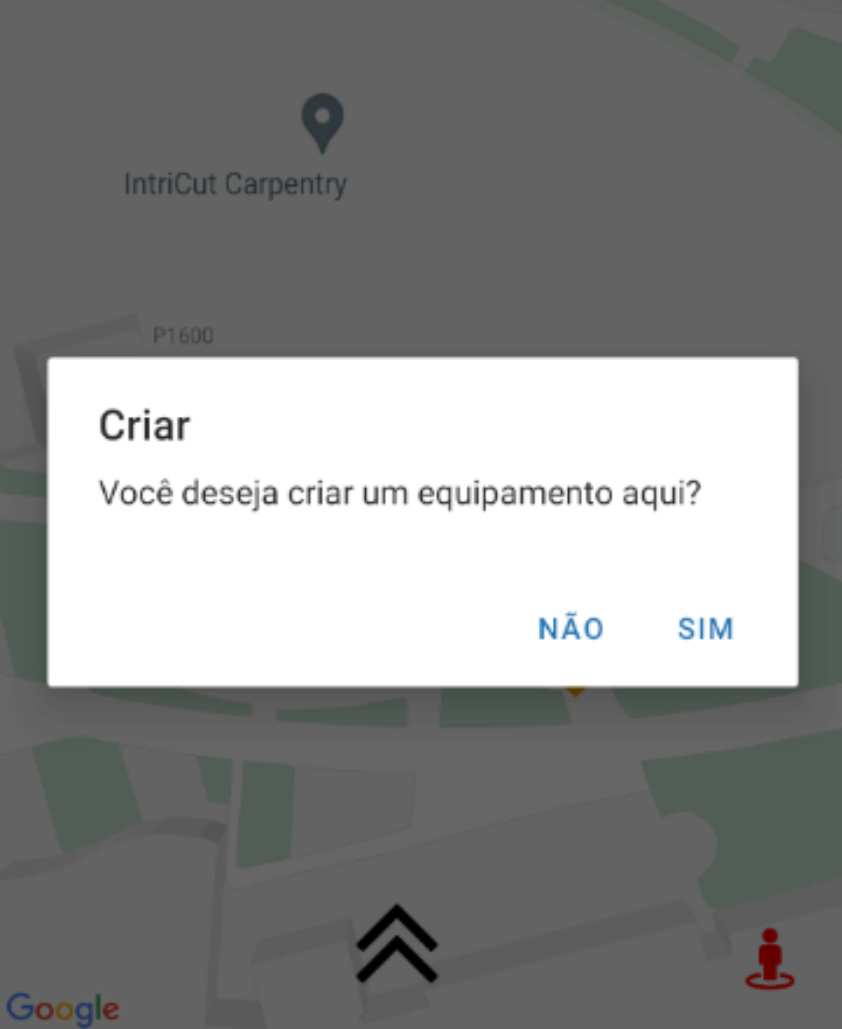 IntriCut Carpentry
P1600
Criar
Você deseja criar um equipamento aqui?
NÃO SIM
Google